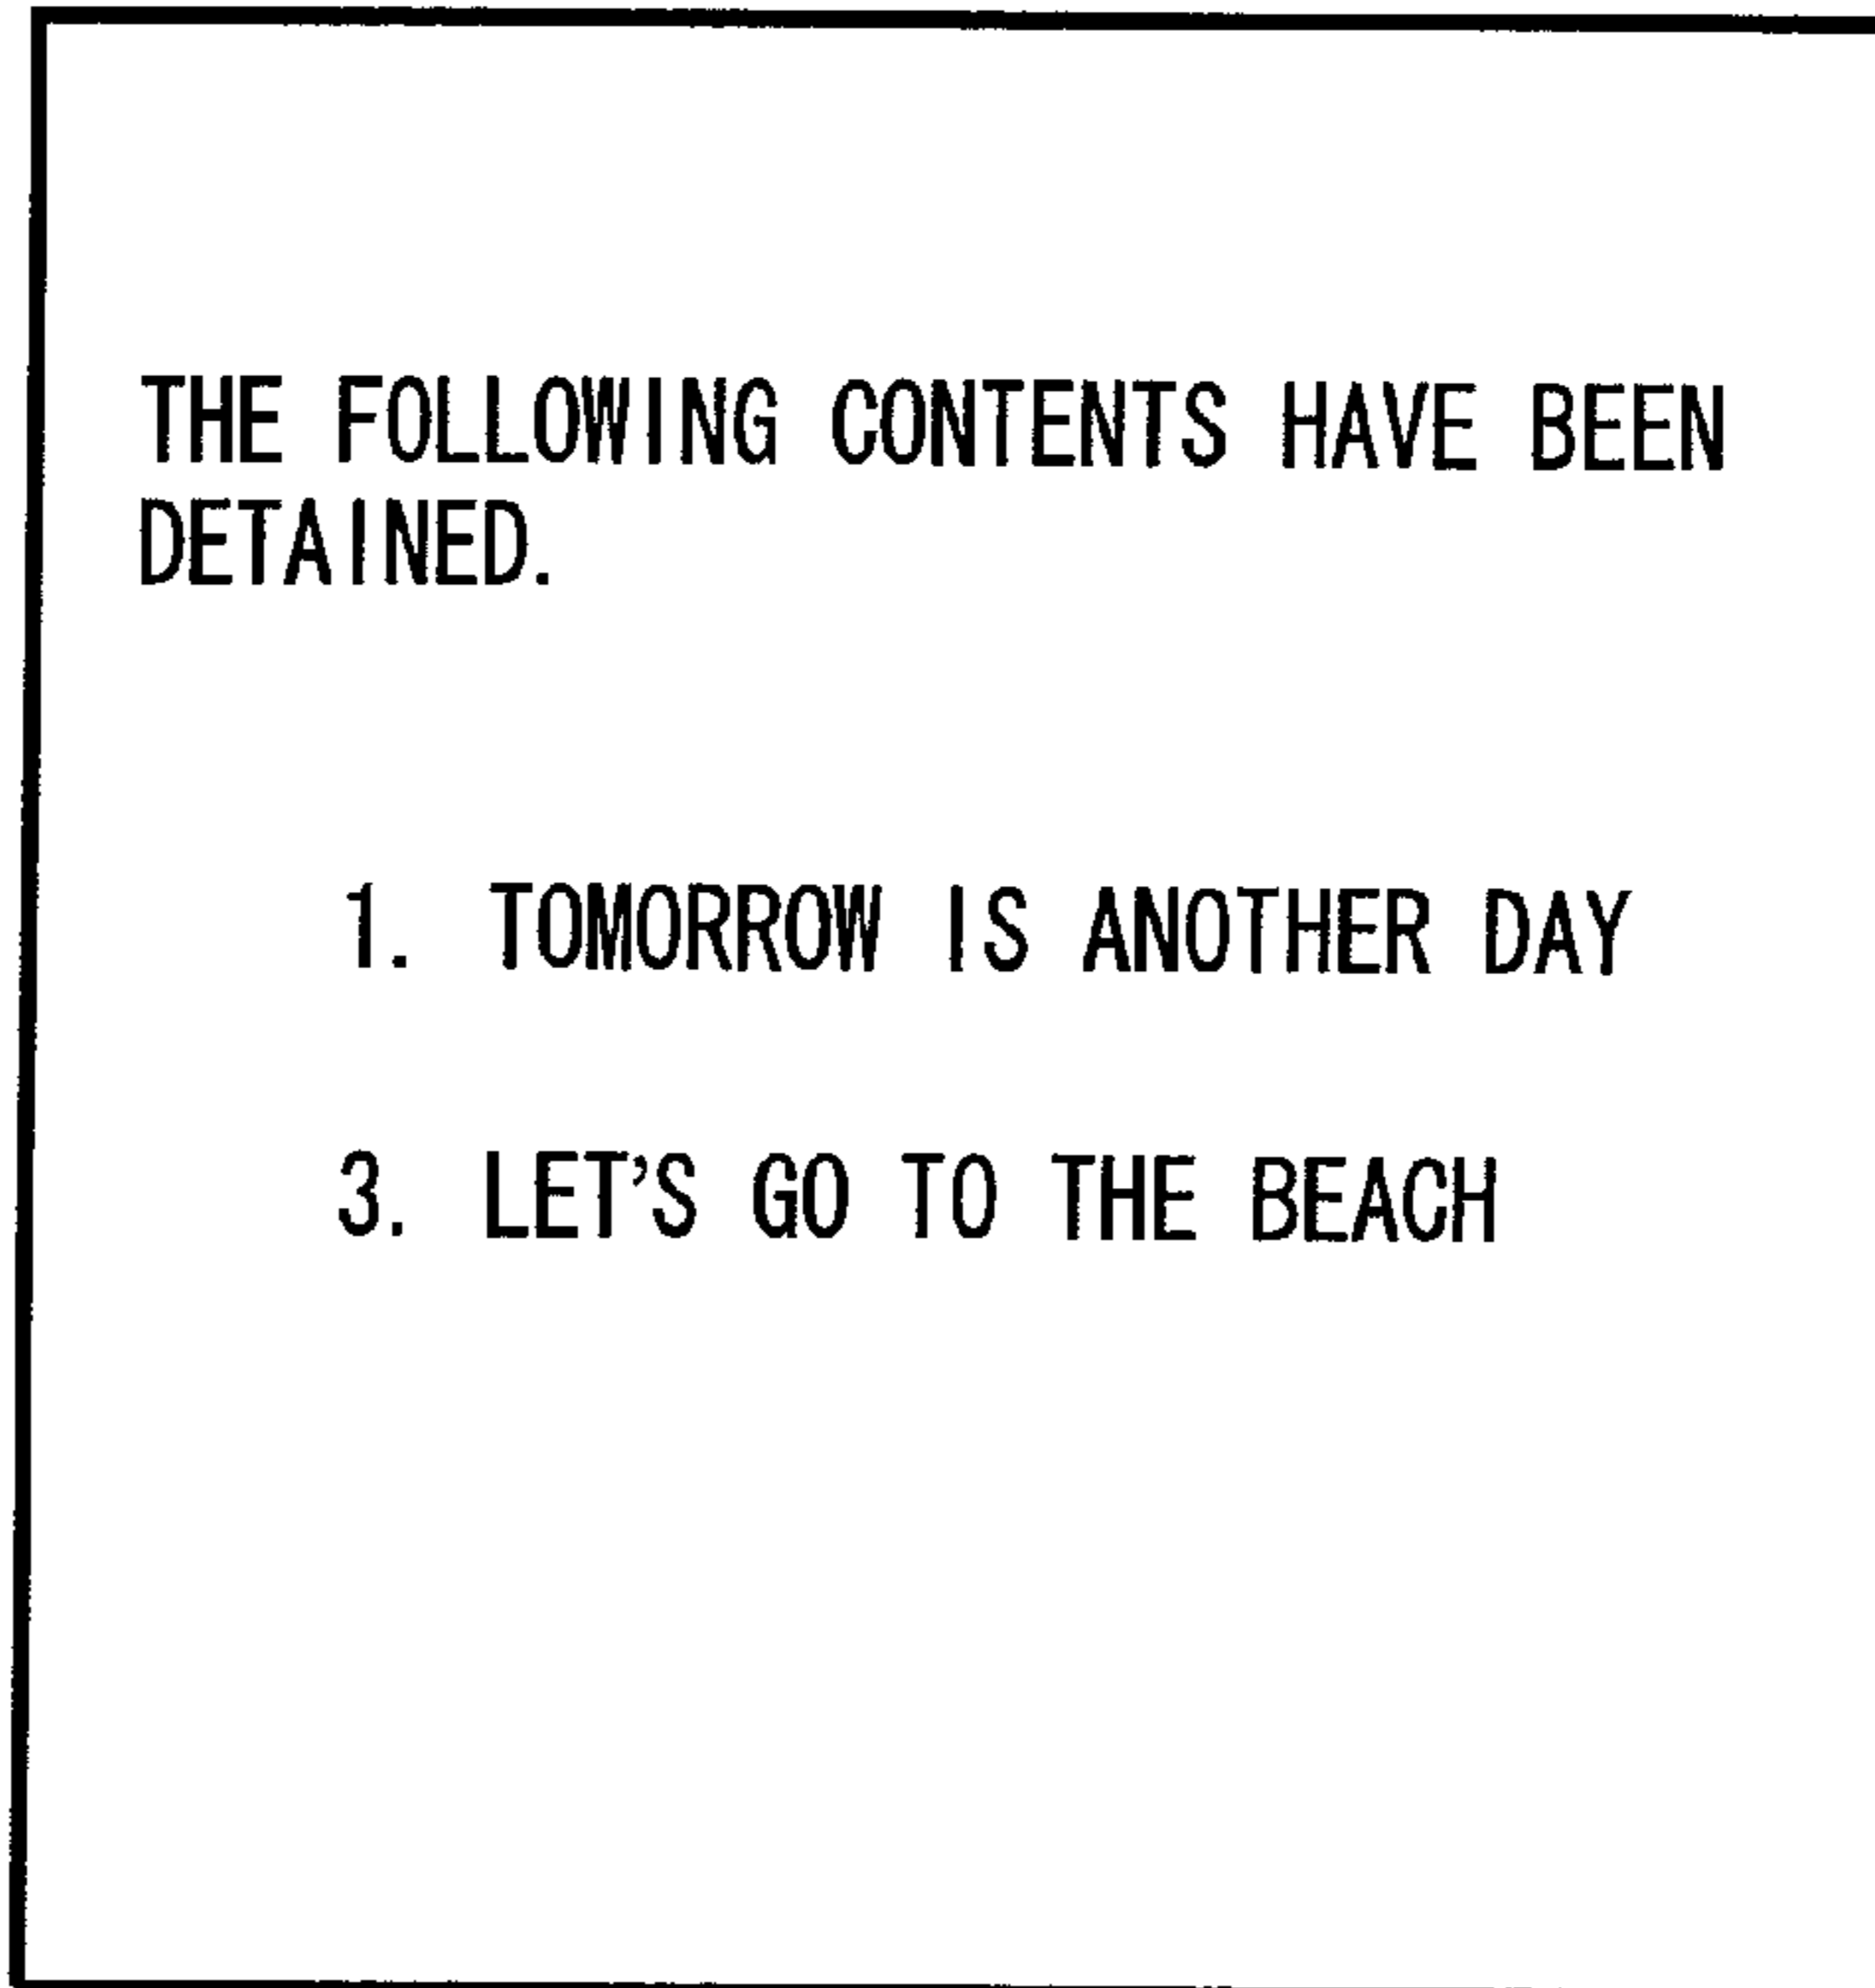 THE FOLLOWING CONTENTS HAVE BEEN
DETAINED.
1. TOMORROW IS ANOTHER DAY
3. LET'S GO TO THE BEACH